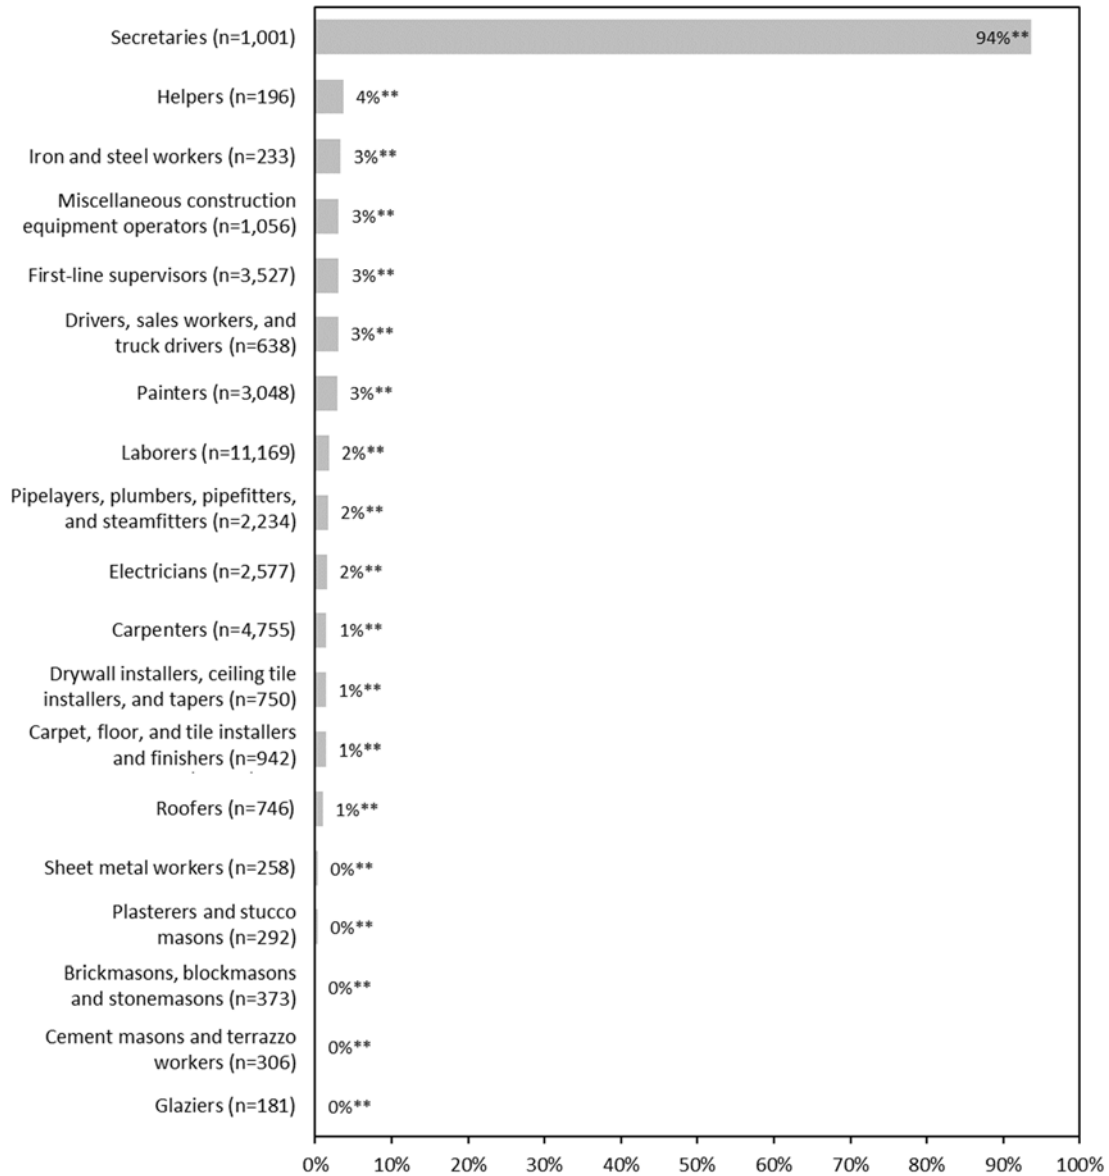 Secretaries (n=1,001)
94%**
Helpers (n=196)
4%**
Iron and steel workers (n=233)
3%**
Miscellaneous construction
equipment operators (n=1,056)
3%**
First-line supervisors (n=3,527)
3%**
Drivers, sales workers, and
truck drivers (n=638)
3%**
Painters (n=3,048)
3%**
Laborers (n=11,169)
2%**
Pipelayers, plumbers, pipefitters,
and steamfitters (n=2,234)
2%**
Electricians (n=2,577)
2%**
Carpenters (n=4,755)
1%**
Drywall installers, ceiling tile
installers, and tapers (n=750)
1%**
Carpet, floor, and tile installers
and finishers (n=942)
1%**
Roofers (n=746)
1%**
Sheet metal workers (n=258)
0%**
Plasterers and stucco
masons (n=292)
0%**
Brickmasons, blockmasons
and stonemasons (n=373)
0%**
Cement masons and terrazzo
workers (n=306)
0%**
Glaziers (n=181)
0%**
0% 10% 20% 30% 40% 50% 60% 70% 80% 90% 100%